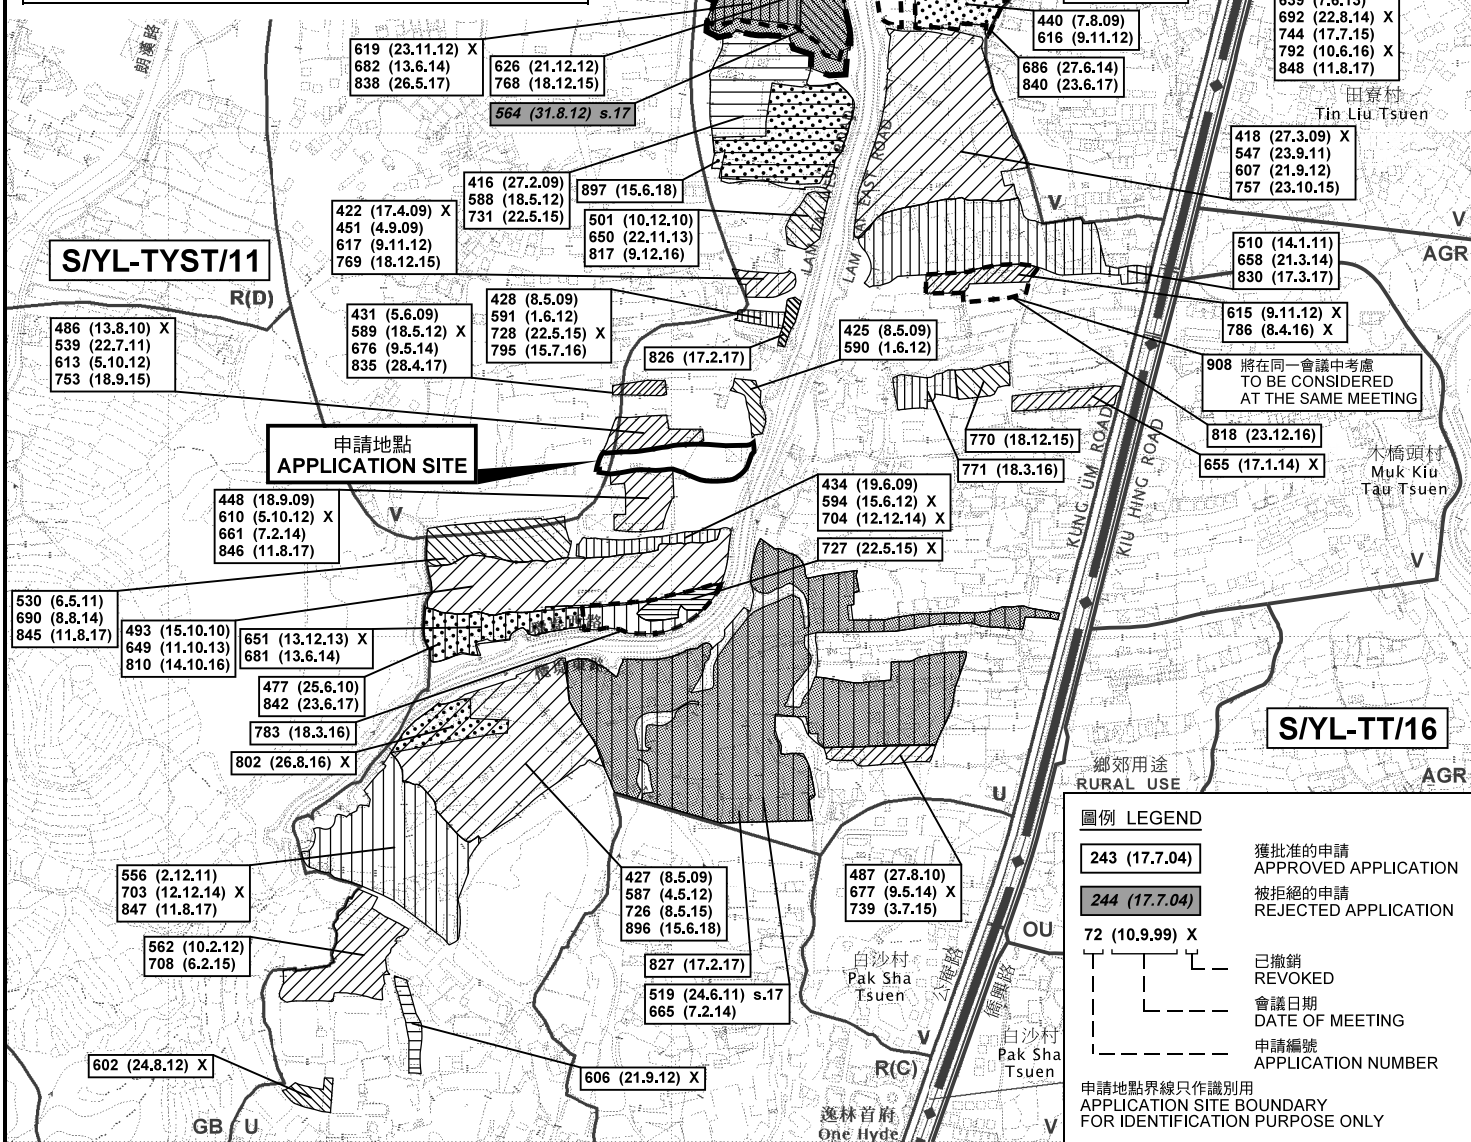 朗漢路
619 (23.11.12) X
682 (13.6.14)
838 (26.5.17)
626 (21.12.12)
768 (18.12.15)
564 (31.8.12) s.17
440 (7.8.09)
616 (9.11.12)
686 (27.6.14)
840 (23.6.17)
692 (22.8.14) X
744 (17.7.15)
792 (10.6.16) X
848 (11.8.17)
田寮村
Tin Liu Tsuen
418 (27.3.09) X
547 (23.9.11)
607 (21.9.12)
757 (23.10.15)
416 (27.2.09)
588 (18.5.12)
731 (22.5.15)
897 (15.6.18)
422 (17.4.09) X
451 (4.9.09)
617 (9.11.12)
769 (18.12.15)
501 (10.12.10)
650 (22.11.13)
817 (9.12.16)
V
V
AGR
S/YL-TYST/11
R(D)
LAM TAI WEST ROAD
LAM TAI EAST ROAD
510 (14.1.11)
658 (21.3.14)
830 (17.3.17)
615 (9.11.12) X
786 (8.4.16) X
486 (13.8.10) X
539 (22.7.11)
613 (5.10.12)
753 (18.9.15)
431 (5.6.09)
589 (18.5.12) X
676 (9.5.14)
835 (28.4.17)
428 (8.5.09)
591 (1.6.12)
728 (22.5.15) X
795 (15.7.16)
826 (17.2.17)
425 (8.5.09)
590 (1.6.12)
908 將在同一會議中考慮
TO BE CONSIDERED
AT THE SAME MEETING
818 (23.12.16)
655 (17.1.14) X
770 (18.12.15)
771 (18.3.16)
木橋頭村
Muk Kiu
Tau Tsuen
KUNG UM ROAD
KIU HING ROAD
申請地點
APPLICATION SITE
448 (18.9.09)
610 (5.10.12) X
661 (7.2.14)
846 (11.8.17)
V
434 (19.6.09)
594 (15.6.12) X
704 (12.12.14) X
727 (22.5.15) X
V
530 (6.5.11)
690 (8.8.14)
845 (11.8.17)
493 (15.10.10)
649 (11.10.13)
810 (14.10.16)
651 (13.12.13) X
681 (13.6.14)
477 (25.6.10)
842 (23.6.17)
783 (18.3.16)
802 (26.8.16) X
S/YL-TT/16
鄉郊用途
RURAL USE
AGR
U
556 (2.12.11)
703 (12.12.14) X
847 (11.8.17)
562 (10.2.12)
708 (6.2.15)
427 (8.5.09)
587 (4.5.12)
726 (8.5.15)
896 (15.6.18)
827 (17.2.17)
519 (24.6.11) s.17
665 (7.2.14)
487 (27.8.10)
677 (9.5.14) X
739 (3.7.15)
OU
白沙村
Pak Sha
Tsuen
公庵路
僑興路
白沙村
Pak Sha
Tsuen
V
R(C)
602 (24.8.12) X
606 (21.9.12) X
GB
U
逸林首府
One Hyde
V
圖例 LEGEND
243 (17.7.04)
獲批准的申請
APPROVED APPLICATION
244 (17.7.04)
被拒絕的申請
REJECTED APPLICATION
72 (10.9.99) X
已撤銷
REVOKED
會議日期
DATE OF MEETING
申請編號
APPLICATION NUMBER
申請地點界線只作識別用
APPLICATION SITE BOUNDARY
FOR IDENTIFICATION PURPOSE ONLY